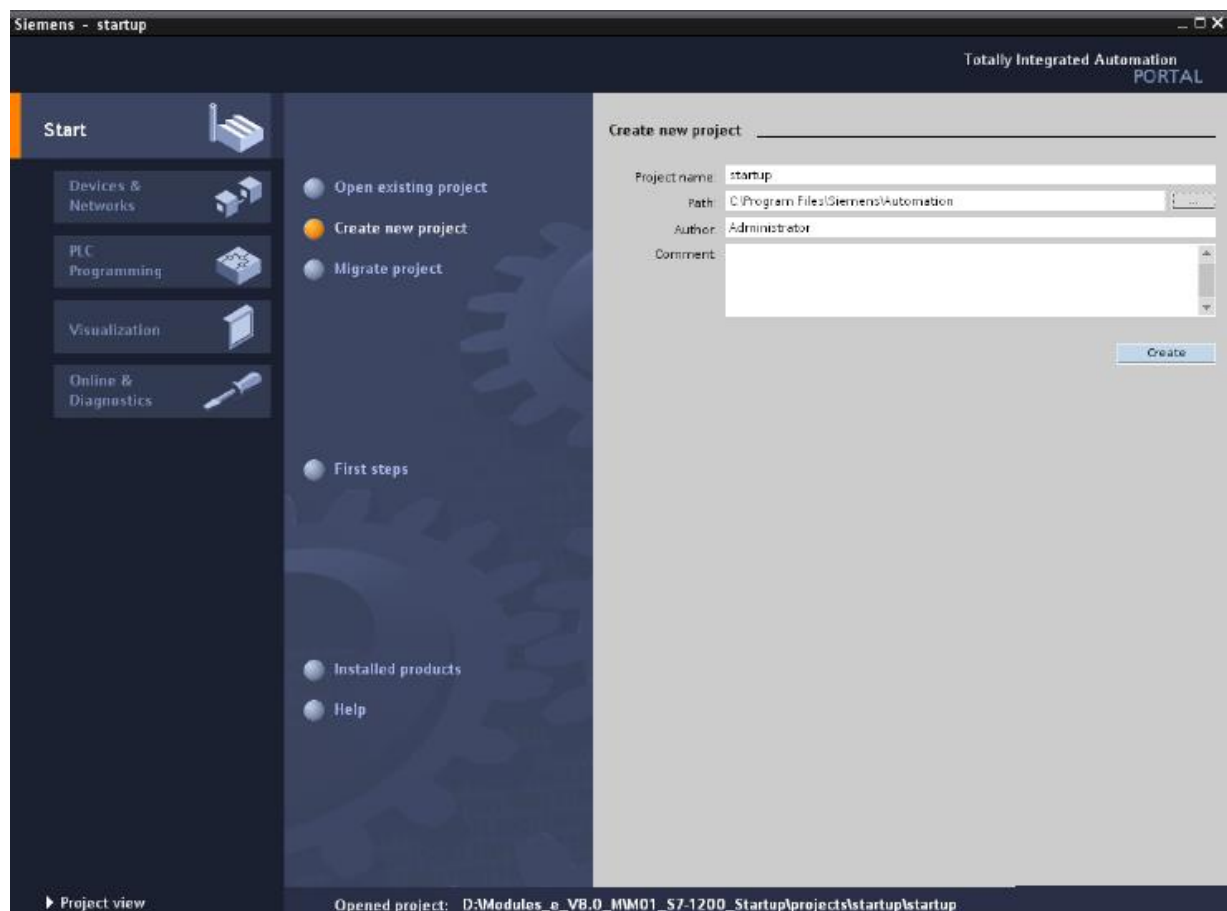 Siemens - startup
Totally Integrated Automation
PORTAL
Start
Devices &
Networks
PLC
Programming
Visualization
Online &
Diagnostics
Open existing project
Create new project
Migrate project
First steps
Installed products
Help
Create new project
Project name: startup
Path: C:\Program Files\Siemens\Automation ...
Author: Administrator
Comment:
Create
Project view
Opened project: D:\Modules_e_V8.0_M\M01_S7-1200_Startup\projects\startup\startup